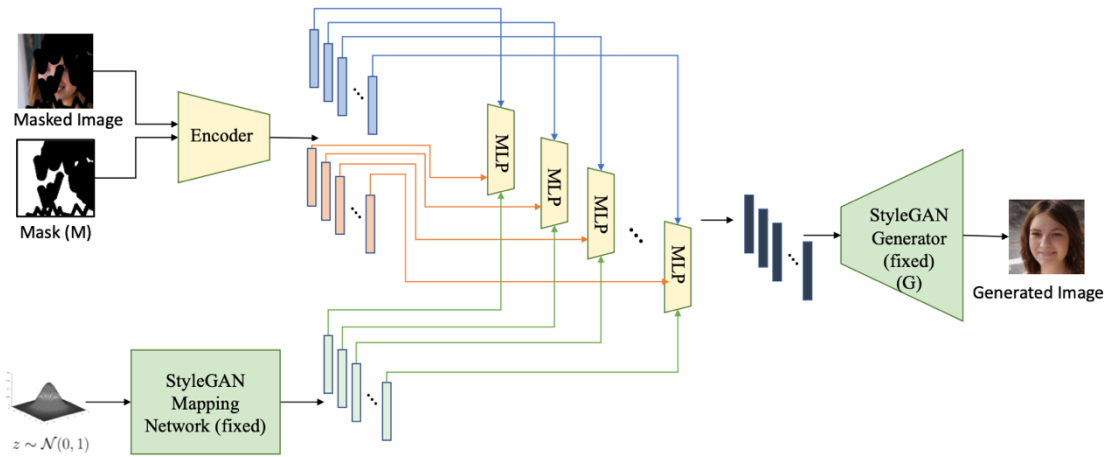 Masked Image
Encoder
Mask (M)
MLP
MLP
MLP
MLP
StyleGAN
Generator
(fixed)
(G)
Generated Image
StyleGAN
Mapping
Network (fixed)
z ∼ 𝒩(0, 1)